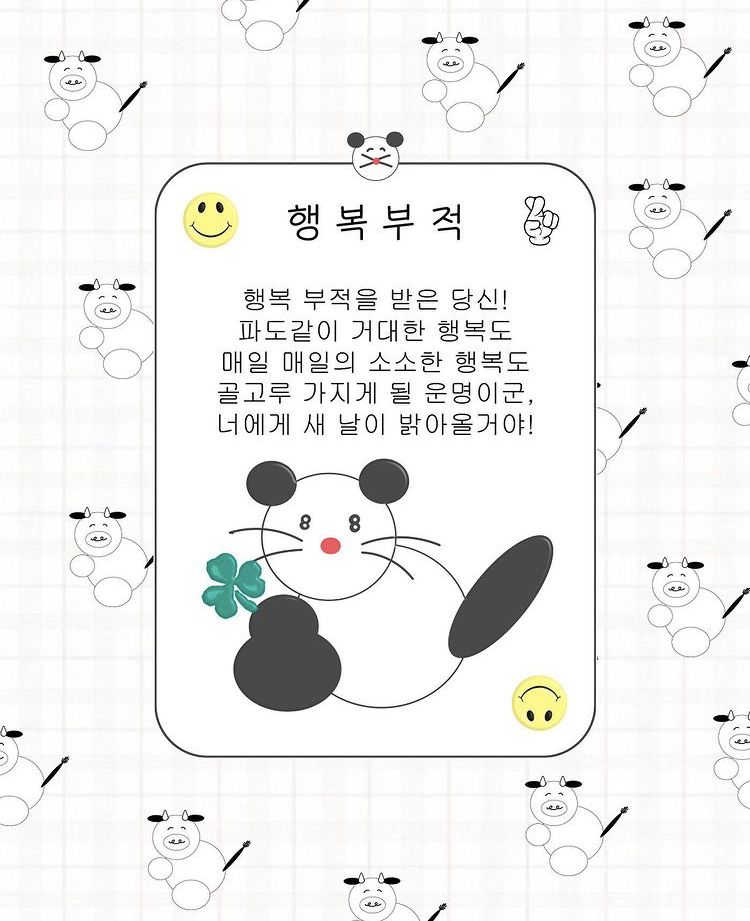 행복부적
행복 부적을 받은 당신!
파도같이 거대한 행복도
매일 매일의 소소한 행복도
골고루 가지게 될 운명이군,
너에게 새 날이 밝아올거야!